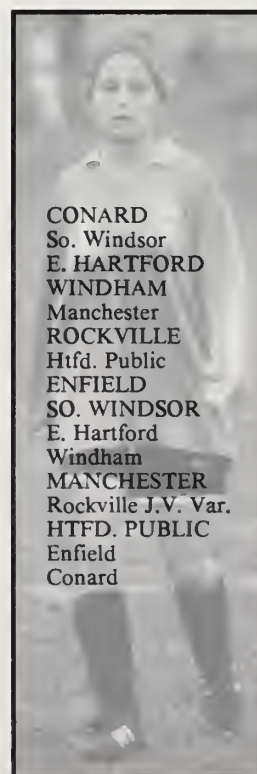 CONARD
So. Windsor
E. HARTFORD
WINDHAM
Manchester
ROCKVILLE
Htfd. Public
ENFIELD
SO. WINDSOR
E. Hartford
Windham
MANCHESTER
Rockville J.V. Var.
HTFD. PUBLIC
Enfield
Conard